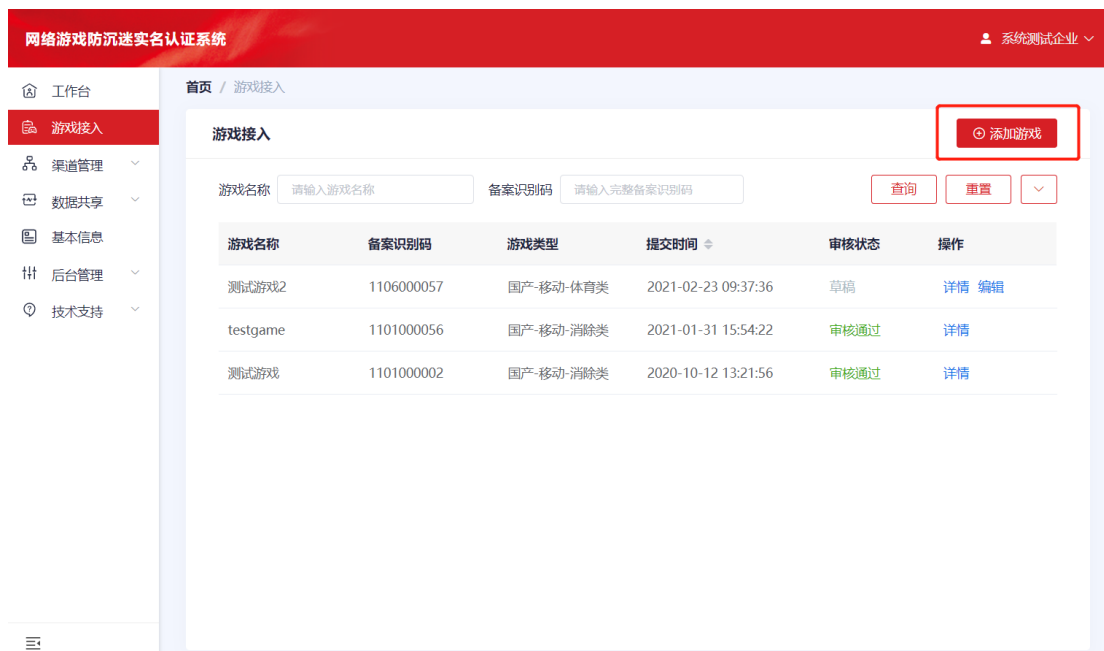 网络游戏防沉迷实名认证系统
系统测试企业
工作台
游戏接入
渠道管理
数据共享
基本信息
后台管理
技术支持
首页 / 游戏接入
游戏接入
添加游戏
游戏名称 请输入游戏名称 备案识别码 请输入完整备案识别码 查询 重置
游戏名称 备案识别码 游戏类型 提交时间 审核状态 操作
测试游戏2 1106000057 国产-移动-体育类 2021-02-23 09:37:36 草稿 详情 编辑
testgame 1101000056 国产-移动-消除类 2021-01-31 15:54:22 审核通过 详情
测试游戏 1101000002 国产-移动-消除类 2020-10-12 13:21:56 审核通过 详情